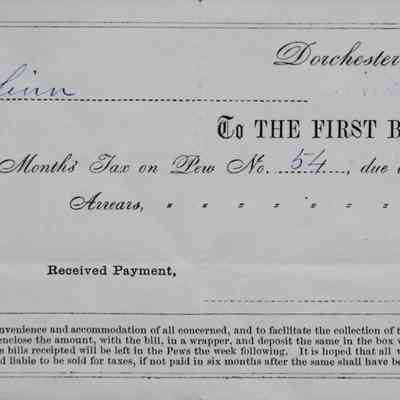 Dorchester
To THE FIRST B
Months' Tax on Pew No. 54, due
Arrears, " " " " " "
Received Payment,
nvenience and accommodation of all concerned, and to facilitate the collection of t
enclose the amount, with the bill, in a wrapper, and deposit the same in the box
e bills receipted will be left in the Pews the week following. It is hoped that all
d liable to be sold for taxes, if not paid in six months after the same shall have be